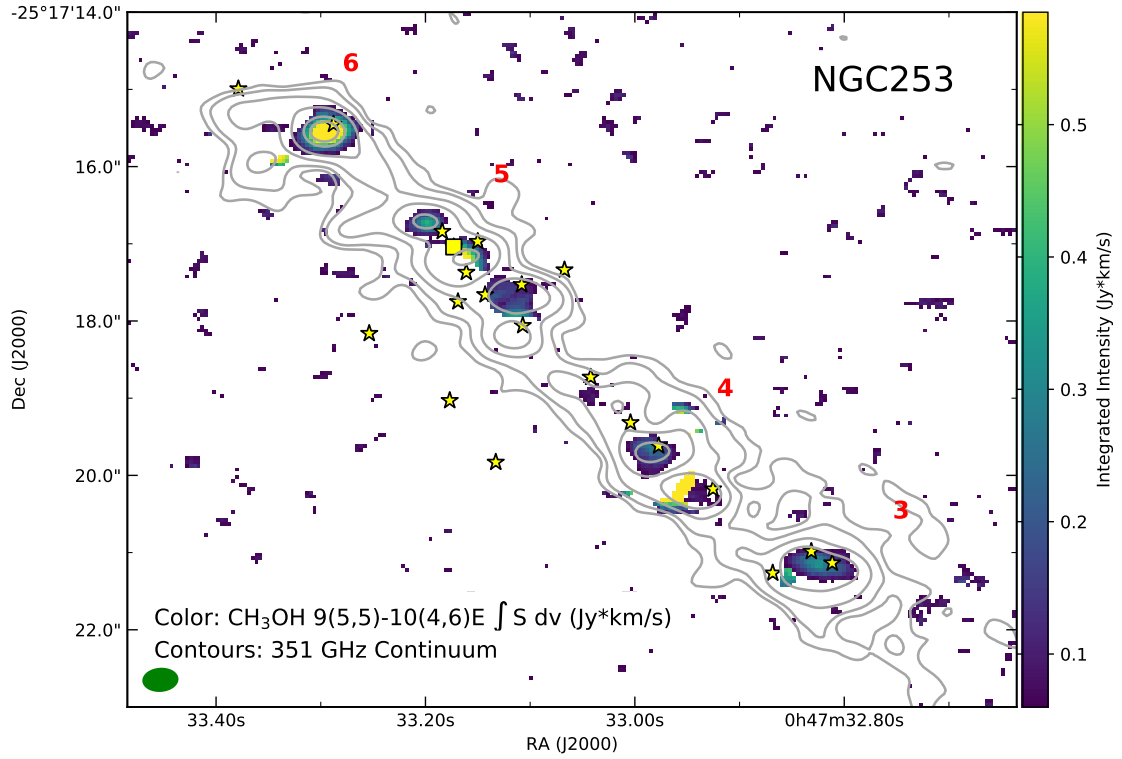 -25°17'14.0"
6
NGC253
0.5
16.0"
5
0.4
18.0"
Dec (J2000)
Integrated Intensity (Jy*km/s)
0.3
4
20.0"
3
0.2
Color: CH₃OH 9(5,5)-10(4,6)E ∫ S dv (Jy*km/s)
22.0"
Contours: 351 GHz Continuum
0.1
33.40s 33.20s 33.00s 0h47m32.80s
RA (J2000)